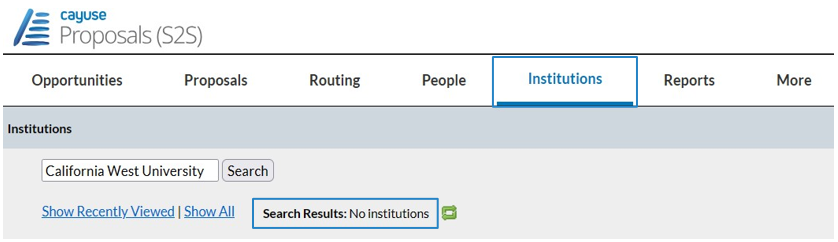 cayuse
Proposals (S2S)
Opportunities Proposals Routing People Institutions Reports More
Institutions
California West University Search
Show Recently Viewed | Show All Search Results: No institutions